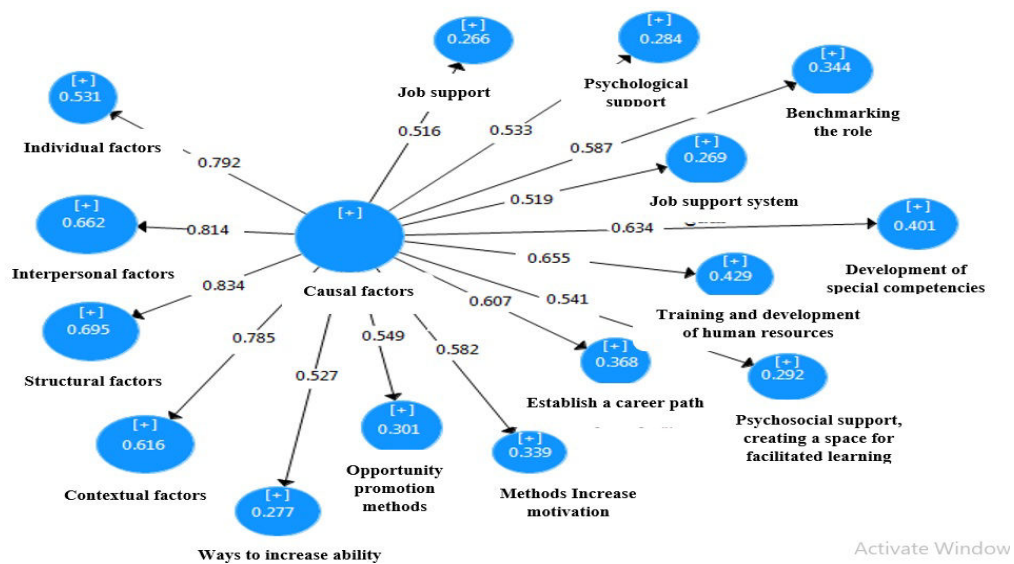 [+]
0.266
Job support
[+]
0.284
Psychological
support
[+]
0.344
Benchmarking
the role
[+]
0.531
Individual factors
0.516
0.533
0.587
0.792
[+]
0.269
Job support system
0.519
[+]
0.662
Interpersonal factors
0.814
[+]
Causal factors
0.634
[+]
0.401
Development of
special competencies
0.655
[+]
0.429
Training and development
of human resources
0.834
[+]
0.695
Structural factors
0.607
0.541
0.785
0.549
0.582
0.527
[+]
0.368
Establish a career path
[+]
0.292
Psychosocial support,
creating a space for
facilitated learning
[+]
0.616
Contextual factors
[+]
0.301
Opportunity
promotion
methods
[+]
0.339
Methods Increase
motivation
[+]
0.277
Ways to increase ability
Activate Window